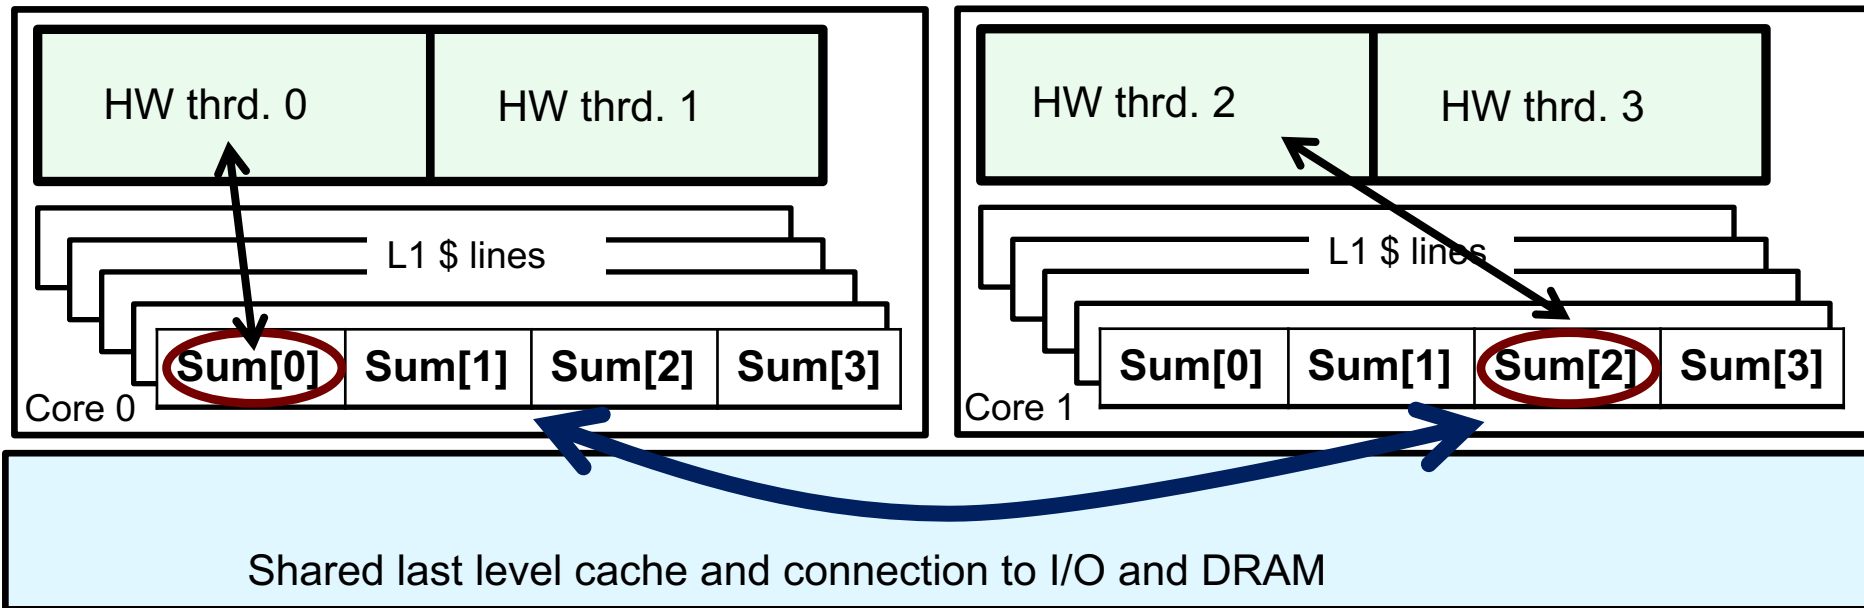 HW thrd. 0
HW thrd. 1
L1 $ lines
Sum[0] Sum[1] Sum[2] Sum[3]
Core 0
HW thrd. 2
HW thrd. 3
L1 $ lines
Sum[0] Sum[1] Sum[2] Sum[3]
Core 1
Shared last level cache and connection to I/O and DRAM